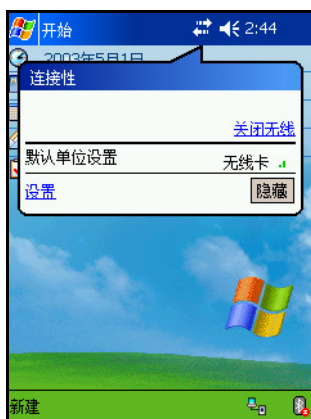 开始 2:44
2003年5月1日
连接性
关闭无线
默认单位设置 无线卡
设置 隐藏
新建